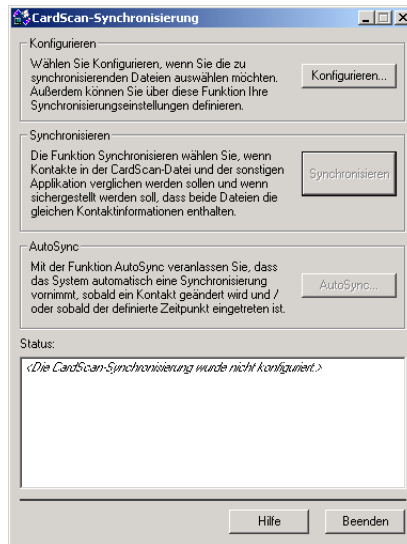 CardScan-Synchronisierung
Konfigurieren
Wählen Sie Konfigurieren, wenn Sie die zu
synchronisierenden Dateien auswählen möchten.
Außerdem können Sie über diese Funktion Ihre
Synchronisierungseinstellungen definieren.
Konfigurieren...
Synchronisieren
Die Funktion Synchronisieren wählen Sie, wenn
Kontakte in der CardScan-Datei und der sonstigen
Applikation verglichen werden sollen und wenn
sichergestellt werden soll, dass beide Dateien die
gleichen Kontaktinformationen enthalten.
Synchronisieren
AutoSync
Mit der Funktion AutoSync veranlassen Sie, dass
das System automatisch eine Synchronisierung
vornimmt, sobald ein Kontakt geändert wird und /
oder sobald der definierte Zeitpunkt eingetreten ist.
AutoSync...
Status:
<Die CardScan-Synchronisierung wurde nicht konfiguriert.>
Hilfe
Beenden